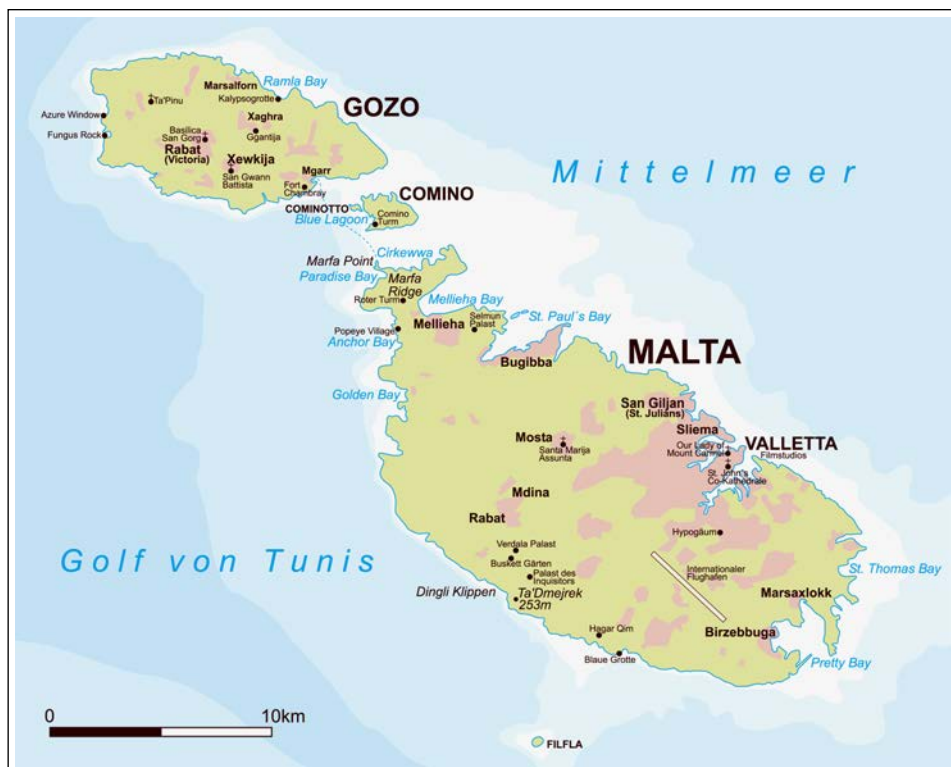 Marsalforn
Ramla Bay
Kalypsogrotte
GOZO
Ta'Pinu
Azure Window
Xaghra
Fungus Rock
Basilica
San Gorg
Ggantija
Rabat
(Victoria)
Xewkija
San Gwann
Battista
Mgarr
Fort
Chambray
Mittelmeer
COMINO
COMINOTTO
Blue Lagoon
Comino
Turm
Cirkewwa
Marfa Point
Paradise Bay
Marfa
Ridge
Roter Turm
Mellieha Bay
Selmun
Palast
St. Paul´s Bay
Mellieha
Popeye Village
Anchor Bay
Bugibba
MALTA
Golden Bay
San Giljan
(St. Julians)
Sliema
Mosta
Santa Marija
Assunta
Our Lady of
Mount Carmel
VALLETTA
Filmstudios
St. John's
Co-Kathedrale
Mdina
Rabat
Hypogäum
Golf von Tunis
Verdala Palast
Buskett Gärten
Palast des
Inquisitors
Internationaler
Flughafen
St. Thomas Bay
Dingli Klippen
Ta'Dmejrek
253m
Marsaxlokk
Hagar Qim
Birzebbuga
Blaue Grotte
Pretty Bay
0
10km
FILFLA